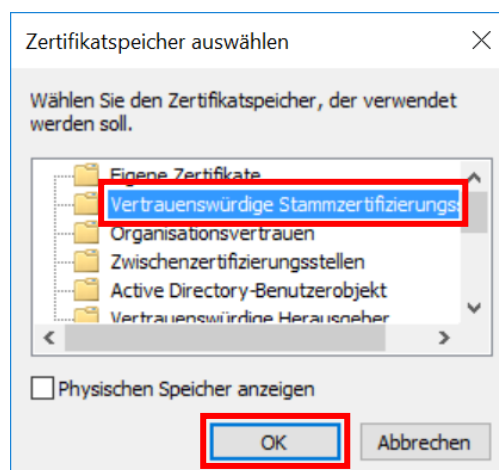 Zertifikatspeicher auswählen
Wählen Sie den Zertifikatspeicher, der verwendet
werden soll.
Eigene Zertifikate
Vertrauenswürdige Stammzertifizierungss
Organisationsvertrauen
Zwischenzertifizierungsstellen
Active Directory-Benutzerobjekt
Vertrauenswürdige Herausgeber
Physischen Speicher anzeigen
OK
Abbrechen